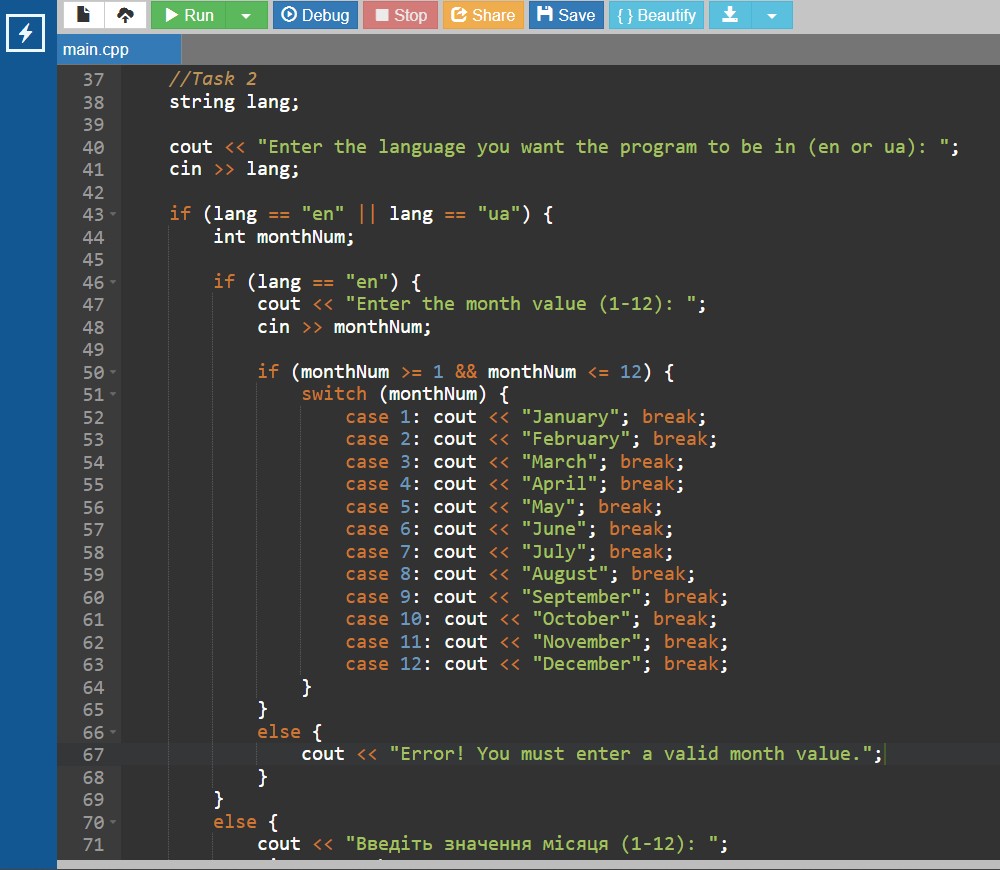 Run Debug Stop Share Save { } Beautify
main.cpp
37 //Task 2
38 string lang;
39
40 cout << "Enter the language you want the program to be in (en or ua): ";
41 cin >> lang;
42
43 if (lang == "en" || lang == "ua") {
44 int monthNum;
45
46 if (lang == "en") {
47 cout << "Enter the month value (1-12): ";
48 cin >> monthNum;
49
50 if (monthNum >= 1 && monthNum <= 12) {
51 switch (monthNum) {
52 case 1: cout << "January"; break;
53 case 2: cout << "February"; break;
54 case 3: cout << "March"; break;
55 case 4: cout << "April"; break;
56 case 5: cout << "May"; break;
57 case 6: cout << "June"; break;
58 case 7: cout << "July"; break;
59 case 8: cout << "August"; break;
60 case 9: cout << "September"; break;
61 case 10: cout << "October"; break;
62 case 11: cout << "November"; break;
63 case 12: cout << "December"; break;
64 }
65 }
66 else {
67 cout << "Error! You must enter a valid month value.";
68 }
69 }
70 else {
71 cout << "Введіть значення місяця (1-12): ";